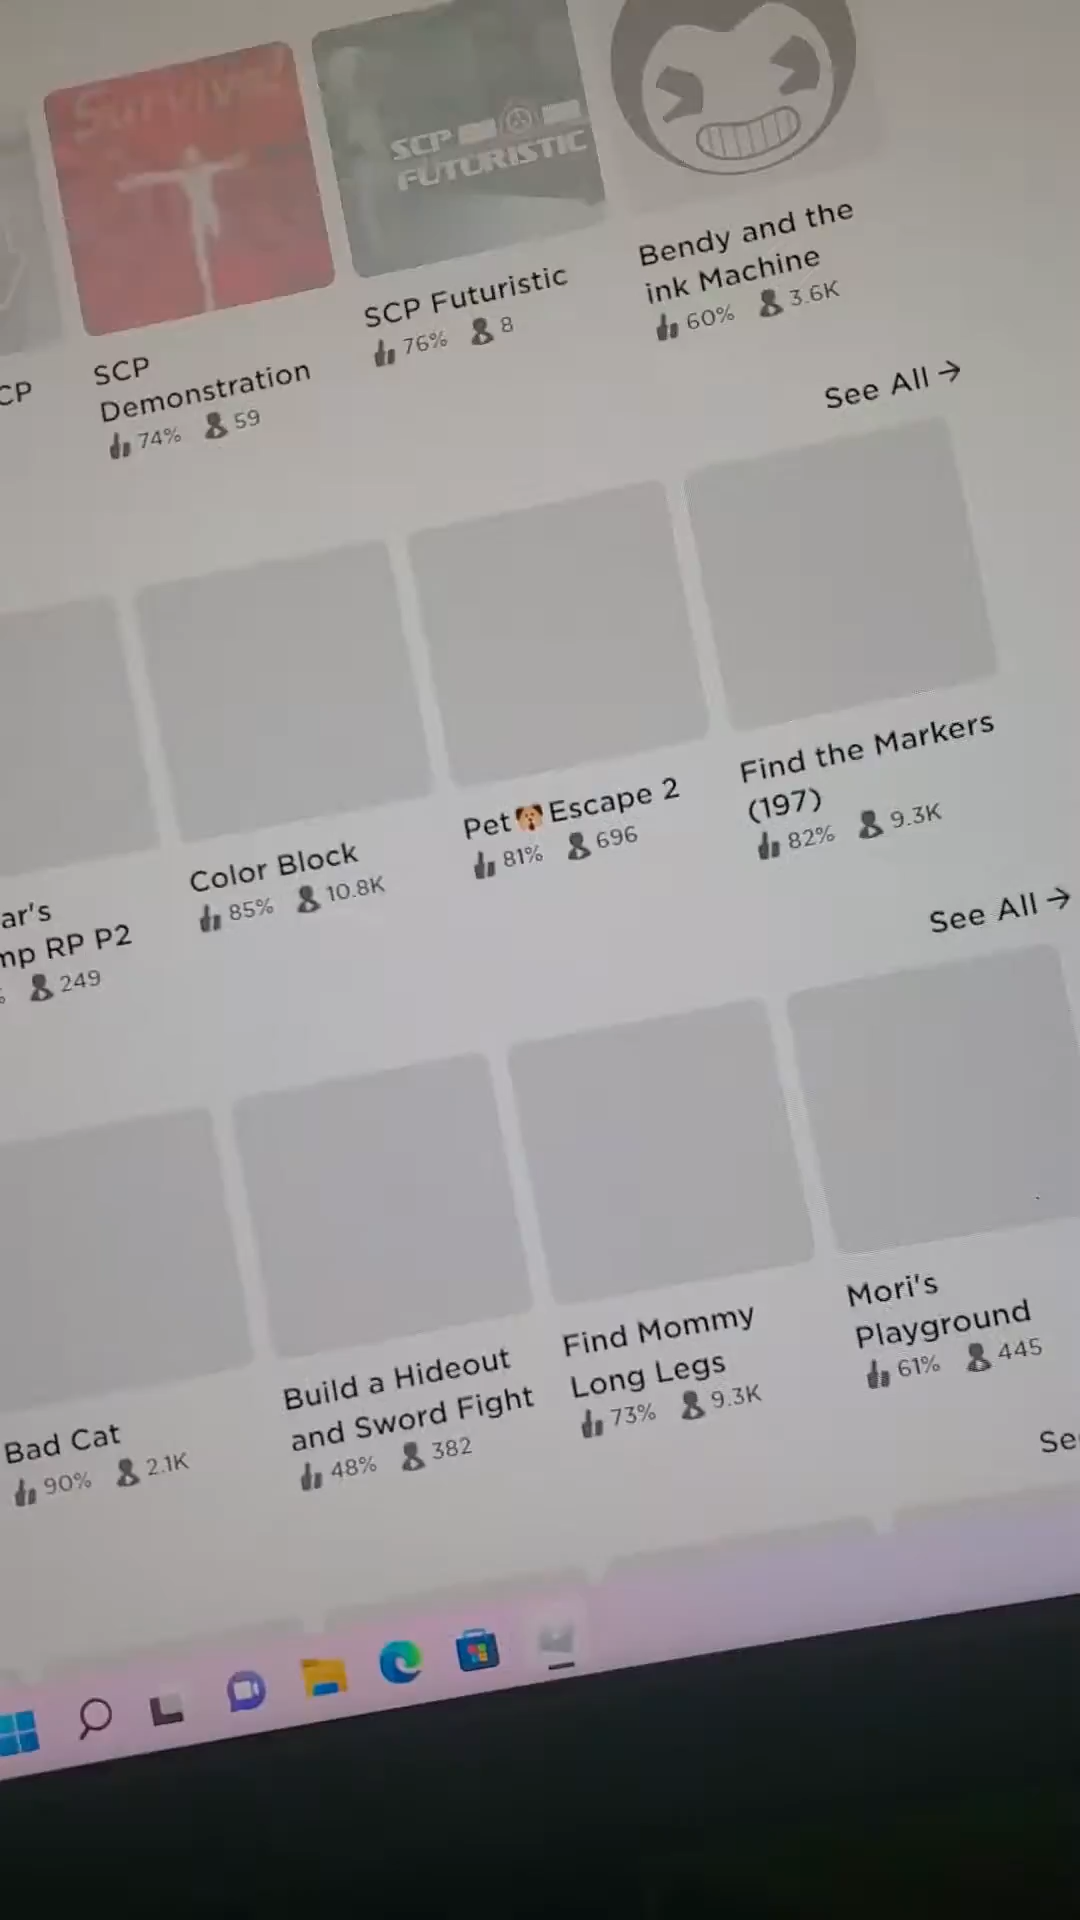 Survive!
SCP
FUTURISTIC
Bendy and the
ink Machine
60% 3.6K
SCP Futuristic
76% 8
CP
SCP
Demonstration
74% 59
See All →
Find the Markers
(197)
82% 9.3K
Pet🐶Escape 2
81% 696
Color Block
85% 10.8K
ar's
mp RP P2
% 249
See All →
Mori's
Playground
61% 445
Find Mommy
Long Legs
73% 9.3K
Build a Hideout
and Sword Fight
48% 382
Bad Cat
90% 2.1K
Se